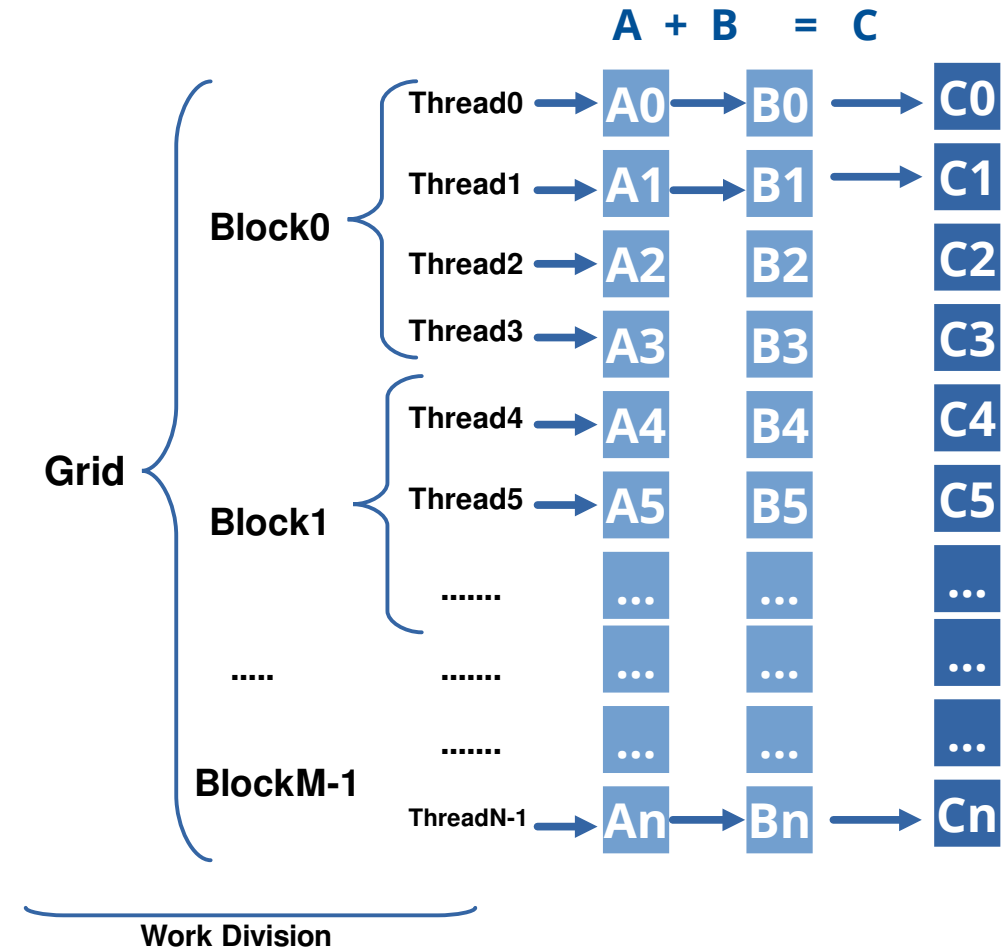 A + B = C
Thread0 A0 B0 C0
Thread1 A1 B1 C1
Block0
Thread2 A2 B2 C2
Thread3 A3 B3 C3
Thread4 A4 B4 C4
Grid
Thread5 A5 B5 C5
Block1
....... ... ... ...
..... ....... ... ... ...
....... ... ... ...
BlockM-1
ThreadN-1 An Bn Cn
Work Division